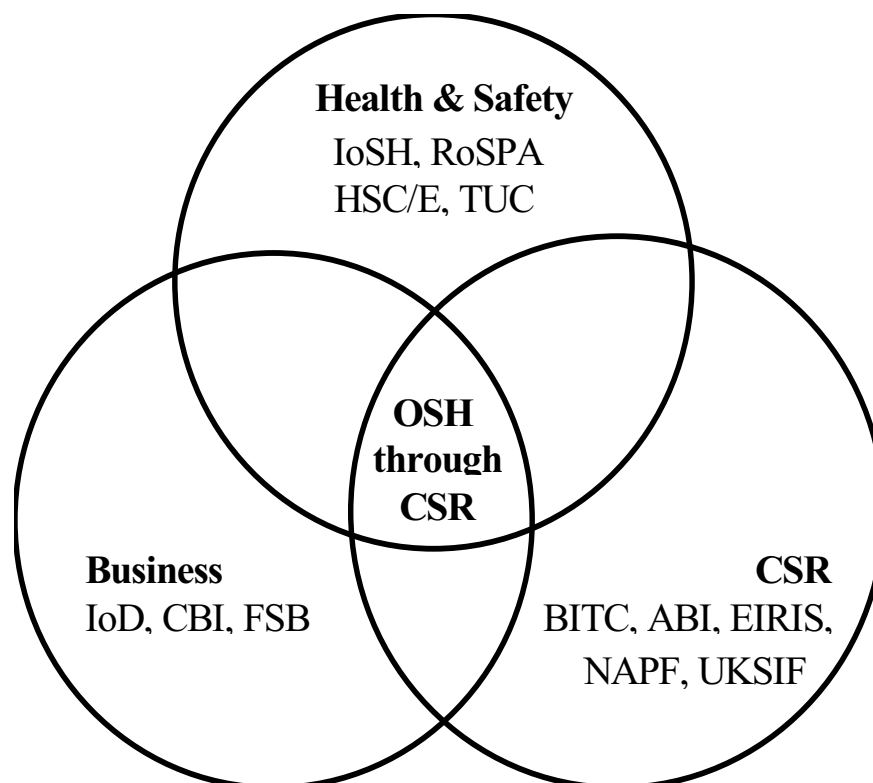 Health & Safety
IoSH, RoSPA
HSC/E, TUC
OSH
through
CSR
Business
IoD, CBI, FSB
CSR
BITC, ABI, EIRIS,
NAPF, UKSIF